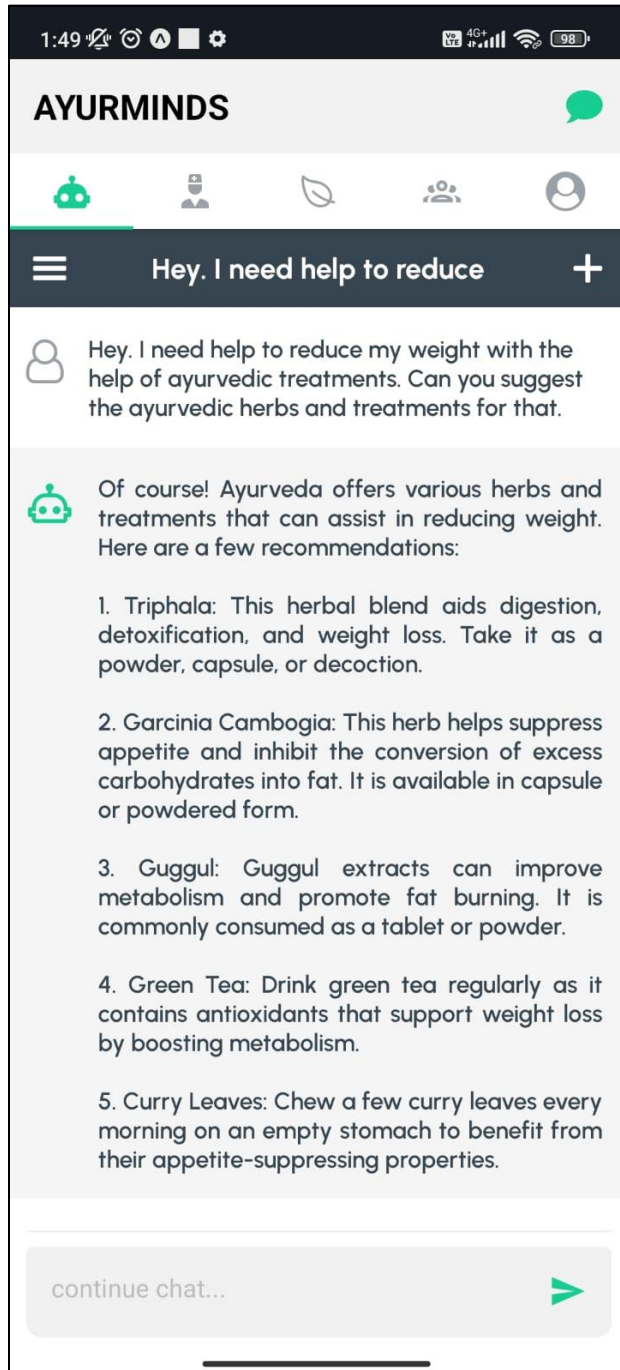 1:49
Vo LTE 4G+ 98
AYURMINDS
Hey. I need help to reduce
Hey. I need help to reduce my weight with the
help of ayurvedic treatments. Can you suggest
the ayurvedic herbs and treatments for that.
Of course! Ayurveda offers various herbs and
treatments that can assist in reducing weight.
Here are a few recommendations:
1. Triphala: This herbal blend aids digestion,
detoxification, and weight loss. Take it as a
powder, capsule, or decoction.
2. Garcinia Cambogia: This herb helps suppress
appetite and inhibit the conversion of excess
carbohydrates into fat. It is available in capsule
or powdered form.
3. Guggul: Guggul extracts can improve
metabolism and promote fat burning. It is
commonly consumed as a tablet or powder.
4. Green Tea: Drink green tea regularly as it
contains antioxidants that support weight loss
by boosting metabolism.
5. Curry Leaves: Chew a few curry leaves every
morning on an empty stomach to benefit from
their appetite-suppressing properties.
continue chat...